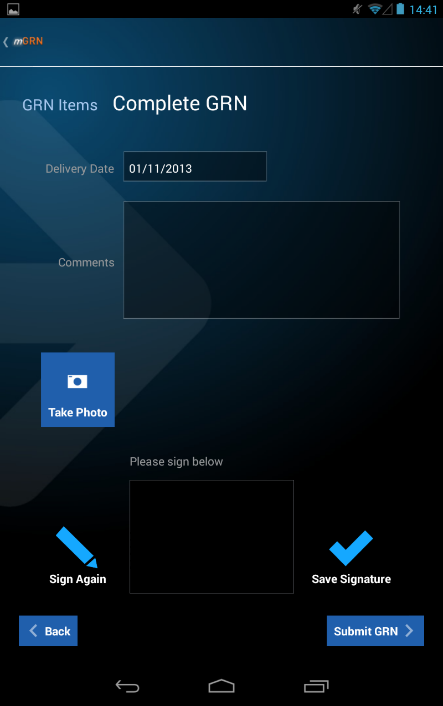 14:41
mGRN
GRN Items Complete GRN
Delivery Date 01/11/2013
Comments
Take Photo
Please sign below
Sign Again
Save Signature
Back
Submit GRN